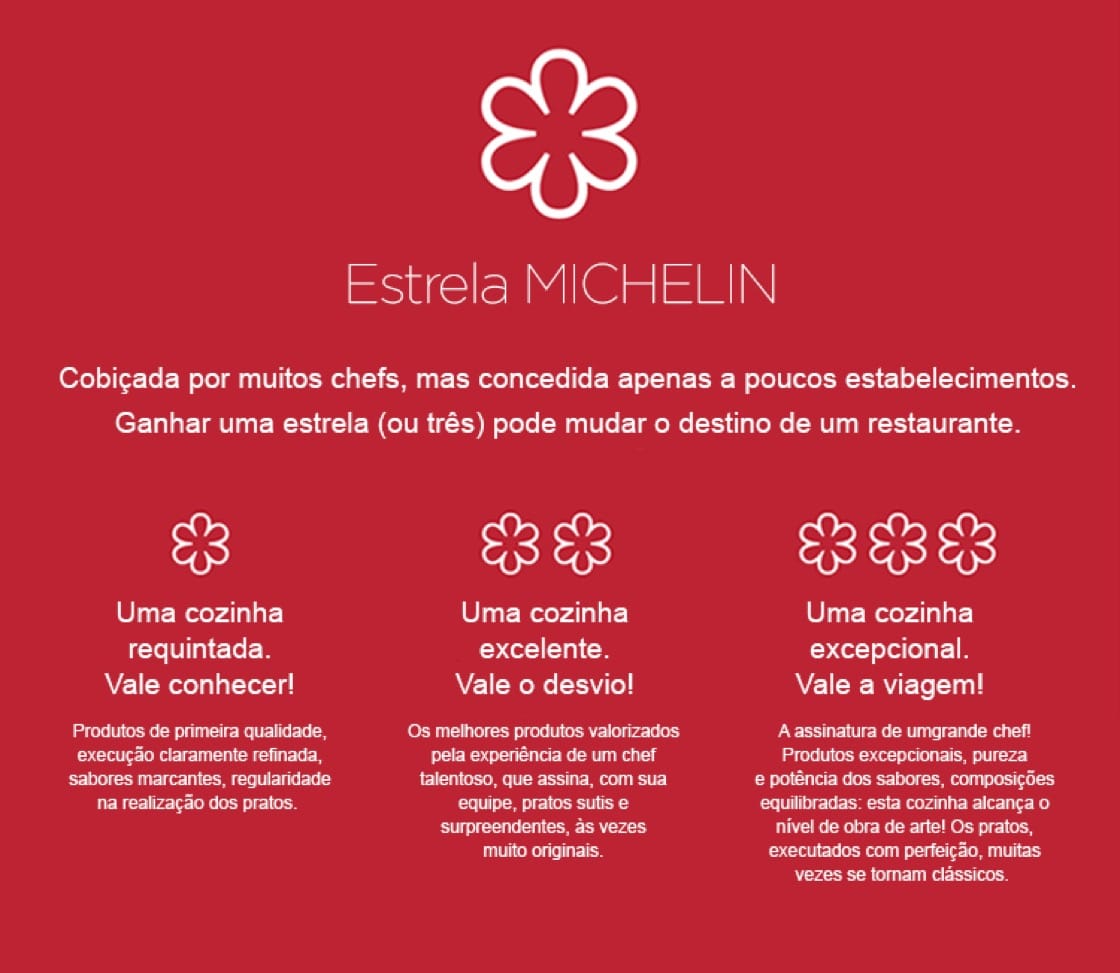 Estrela MICHELIN
Cobiçada por muitos chefs, mas concedida apenas a poucos estabelecimentos.
Ganhar uma estrela (ou três) pode mudar o destino de um restaurante.
Uma cozinha
requintada.
Vale conhecer!
Produtos de primeira qualidade,
execução claramente refinada,
sabores marcantes, regularidade
na realização dos pratos.
Uma cozinha
excelente.
Vale o desvio!
Os melhores produtos valorizados
pela experiência de um chef
talentoso, que assina, com sua
equipe, pratos sutis e
surpreendentes, às vezes
muito originais.
Uma cozinha
excepcional.
Vale a viagem!
A assinatura de umgrande chef!
Produtos excepcionais, pureza
e potência dos sabores, composições
equilibradas: esta cozinha alcança o
nível de obra de arte! Os pratos,
executados com perfeição, muitas
vezes se tornam clássicos.